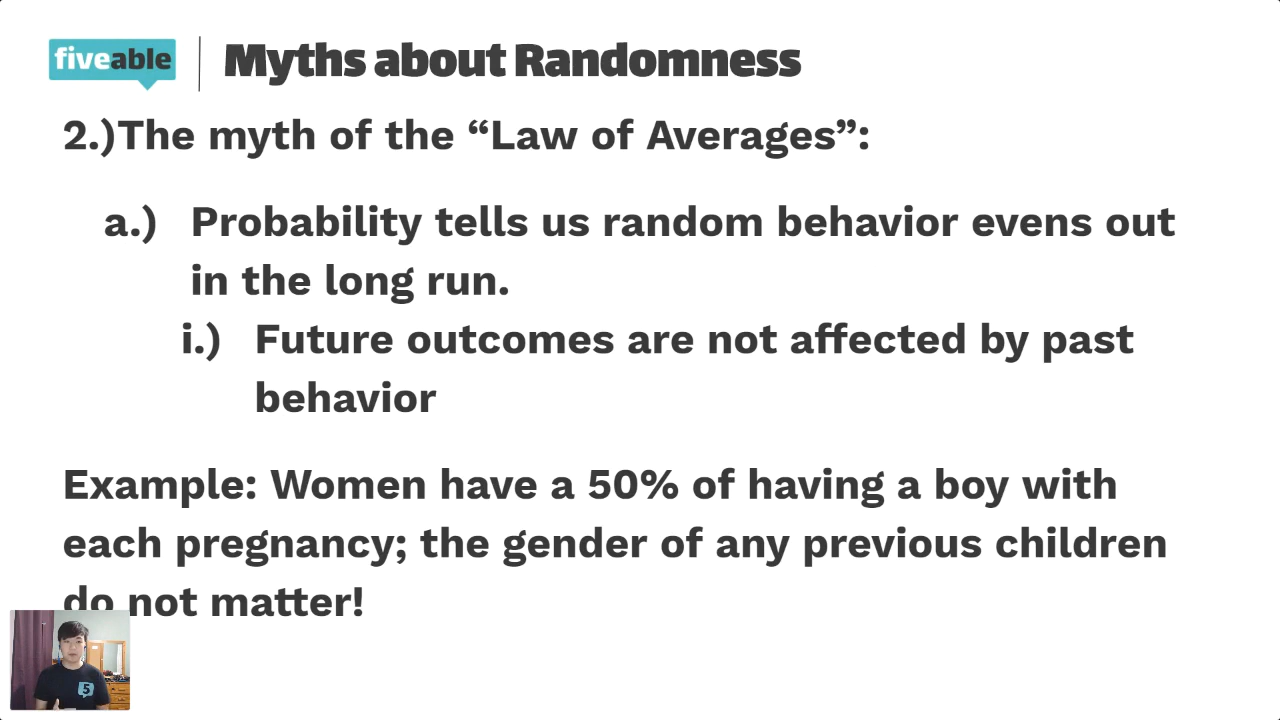 fiveable
Myths about Randomness
2.)The myth of the “Law of Averages”:
a.) Probability tells us random behavior evens out
in the long run.
i.) Future outcomes are not affected by past
behavior
Example: Women have a 50% of having a boy with
each pregnancy; the gender of any previous children
do not matter!
5